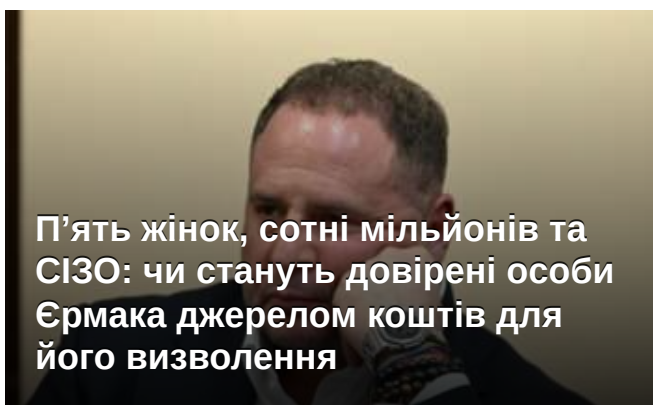 П’ять жінок, сотні мільйонів та
СІЗО: чи стануть довірені особи
Єрмака джерелом коштів для
його визволення